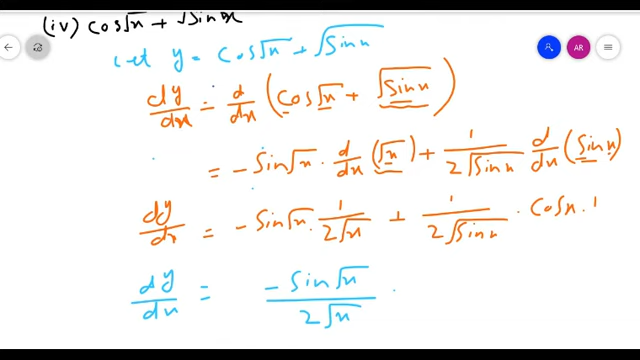 (iv) cos√x + √sinx
Let y = cos√x + √sinx
dy/dx = d/dx (cos√x + √sinx)
= - sin√x · d/dx (√x) + 1/2√sinx d/dx (sinx)
dy/dx = - sin√x · 1/2√x + 1/2√sinx · cosx · 1
dy/dx = - sin√x / 2√x
AR